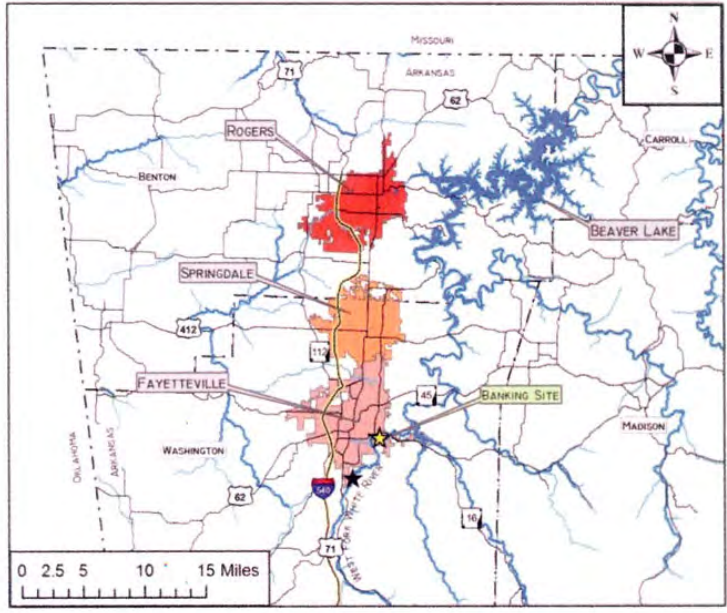 N
W E
S
MISSOURI
ARKANSAS
71
62
ROGERS
CARROLL
BENTON
BEAVER LAKE
SPRINGDALE
412
112
FAYETTEVILLE
45
BANKING SITE
MADISON
WASHINGTON
OKLAHOMA
ARKANSAS
62
540
WEST FORK WHITE RIVER
16
71
0 2.5 5 10 15 Miles